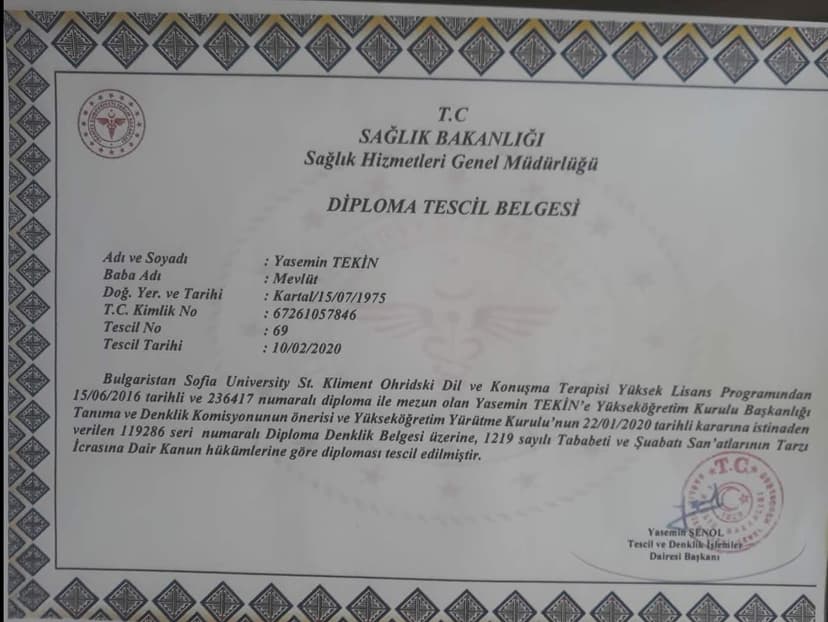 T.C
SAĞLIK BAKANLIĞI
Sağlık Hizmetleri Genel Müdürlüğü
DİPLOMA TESCİL BELGESİ
Adı ve Soyadı : Yasemin TEKİN
Baba Adı : Mevlüt
Doğ. Yer. ve Tarihi : Kartal/15/07/1975
T.C. Kimlik No : 67261057846
Tescil No : 69
Tescil Tarihi : 10/02/2020
Bulgaristan Sofia University St. Kliment Ohridski Dil ve Konuşma Terapisi Yüksek Lisans Programından
15/06/2016 tarihli ve 236417 numaralı diploma ile mezun olan Yasemin TEKİN'e Yükseköğretim Kurulu Başkanlığı
Tanıma ve Denklik Komisyonunun önerisi ve Yükseköğretim Yürütme Kurulu'nun 22/01/2020 tarihli kararına istinaden
verilen 119286 seri numaralı Diploma Denklik Belgesi üzerine, 1219 sayılı Tababeti ve Şuabatı San'atlarının Tarzı
İcrasına Dair Kanun hükümlerine göre diploması tescil edilmiştir.
T.C.
Yasemin ŞENOL
Tescil ve Denklik İşlemler
Dairesi Başkanı